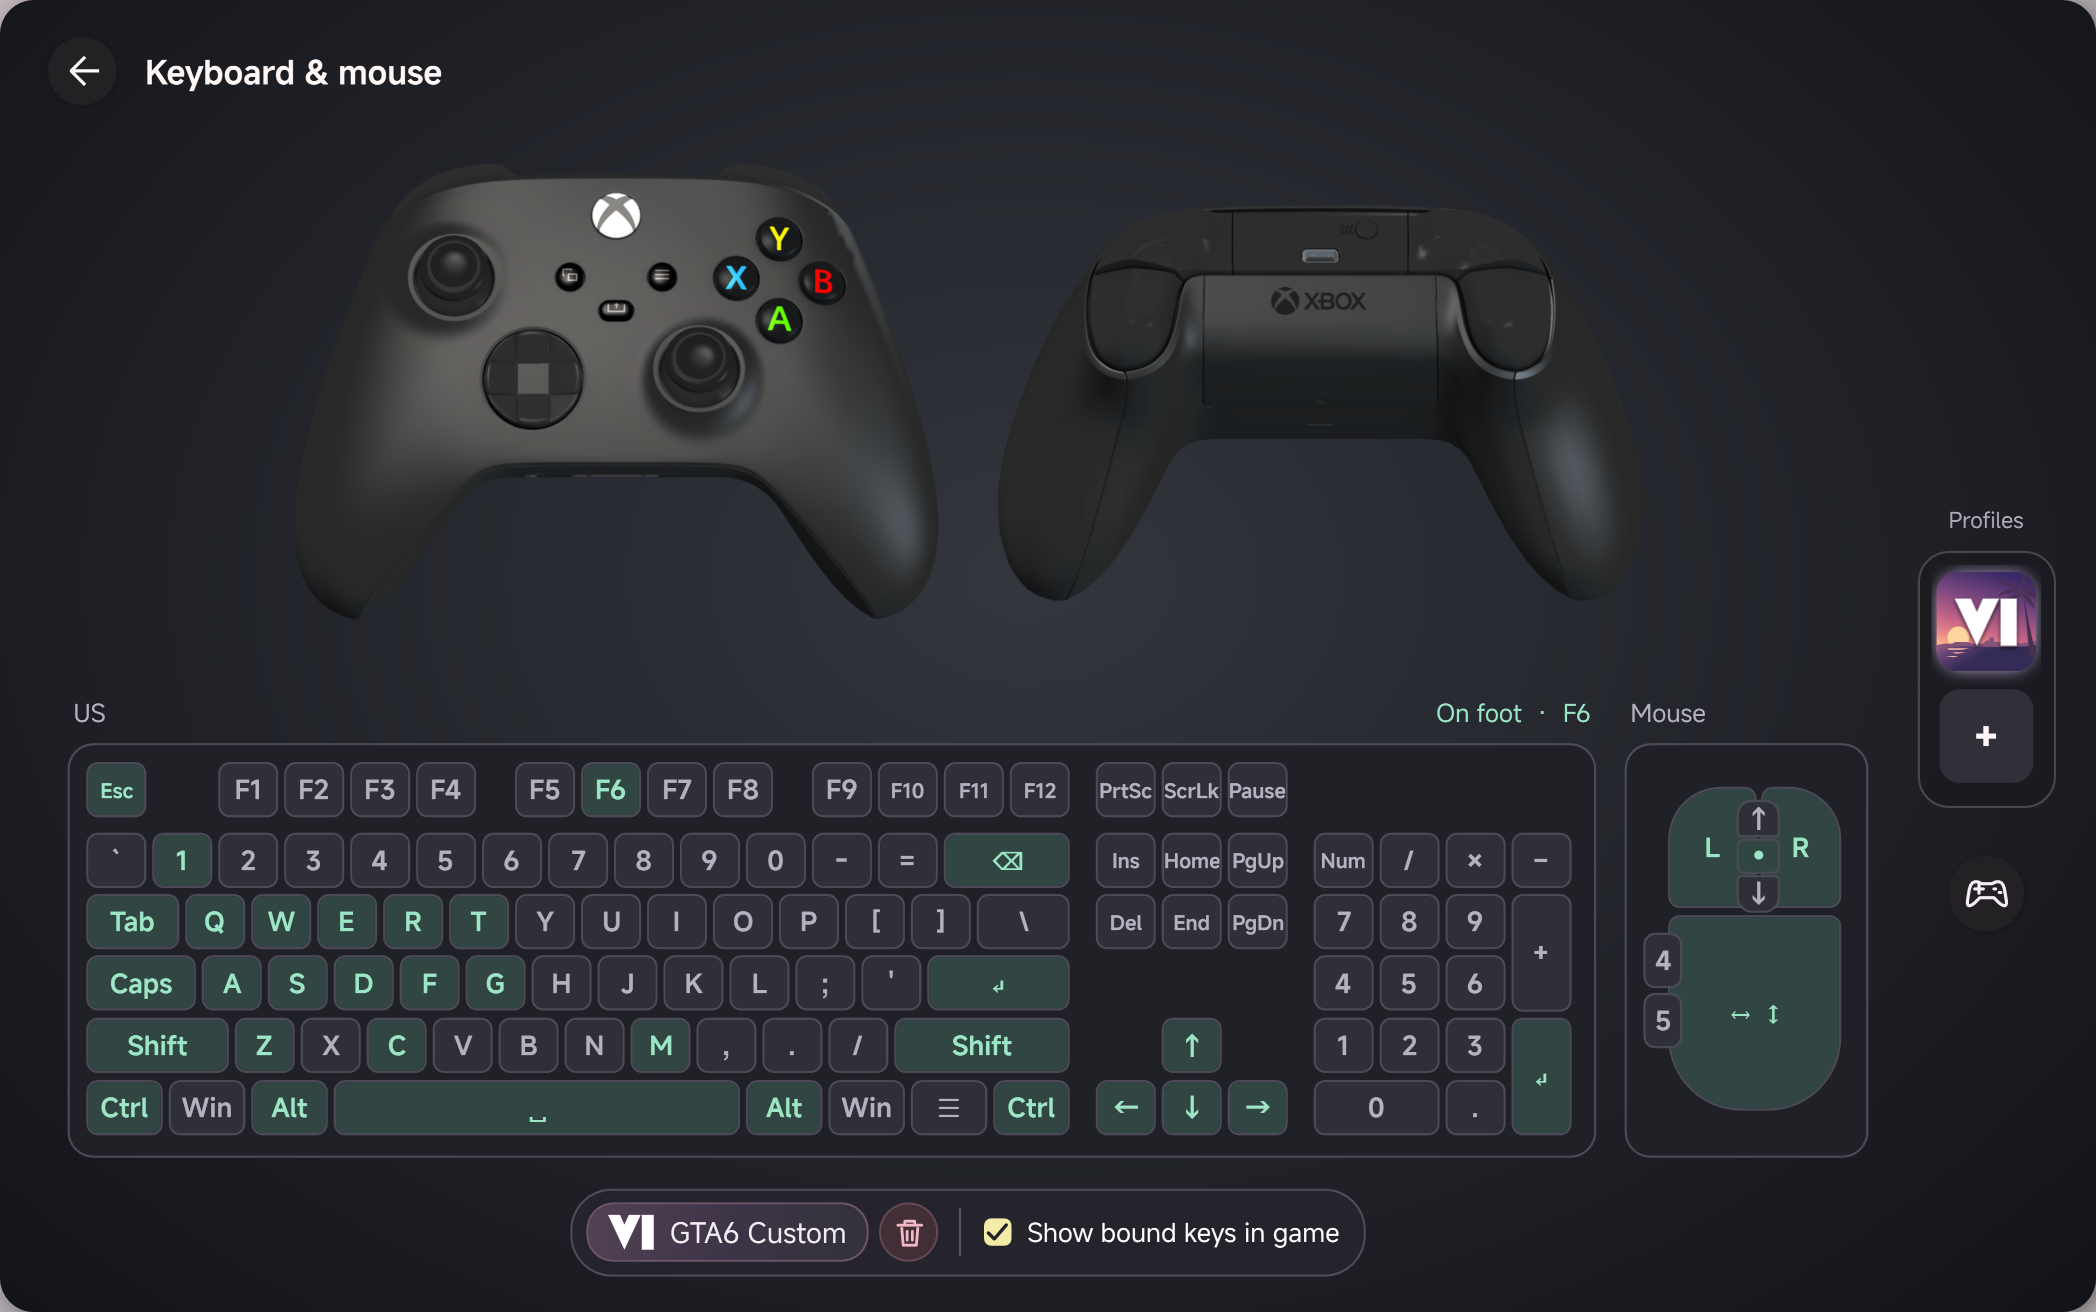 Keyboard & mouse
Y
X
B
A
XBOX
Profiles
VI
+
US
On foot · F6
Mouse
Esc F1 F2 F3 F4 F5 F6 F7 F8 F9 F10 F11 F12 PrtSc ScrLk Pause
` 1 2 3 4 5 6 7 8 9 0 - = ⌫ Ins Home PgUp Num / × −
Tab Q W E R T Y U I O P [ ] \ Del End PgDn 7 8 9 +
Caps A S D F G H J K L ; ' ↵ 4 5 6
Shift Z X C V B N M , . / Shift ↑ 1 2 3 ↵
Ctrl Win Alt ⎵ Alt Win ☰ Ctrl ← ↓ → 0 .
L ↑ R
↓
4
5
↔ ↕
VI GTA6 Custom
Show bound keys in game